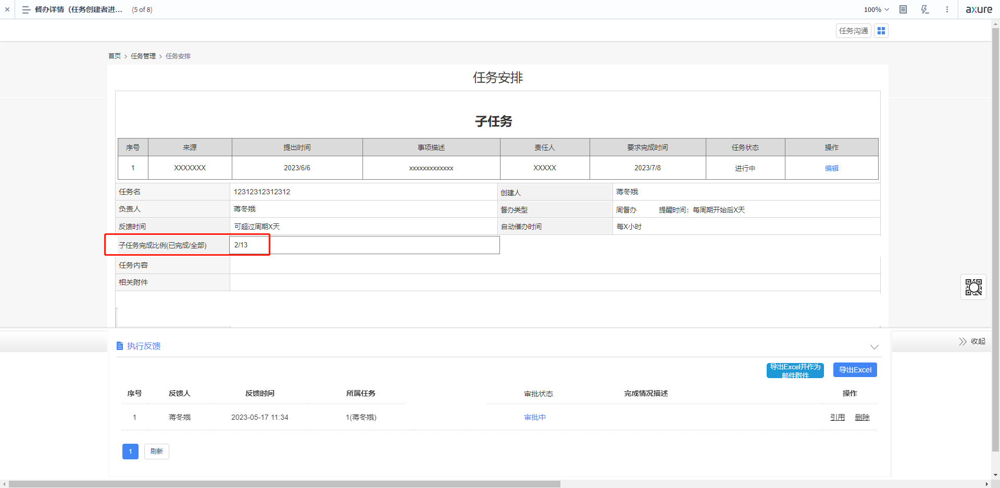 督办详情（任务创建者进...
(5 of 8)
100%
axure
任务沟通
首页 > 任务管理 > 任务安排
任务安排
子任务
序号 来源 提出时间 事项描述 责任人 要求完成时间 任务状态 操作
1 XXXXXXX 2023/6/6 xxxxxxxxxxxxx XXXXX 2023/7/8 进行中 编辑
任务名 12312312312312 创建人 蒋冬娥
负责人 蒋冬娥 督办类型 周督办 提醒时间：每周期开始后X天
反馈时间 可超过周期X天 自动催办时间 每X小时
子任务完成比例(已完成/全部) 2/13
任务内容
相关附件
收起
执行反馈
导出Excel并作为
邮件附件
导出Excel
序号 反馈人 反馈时间 所属任务 审批状态 完成情况描述 操作
1 蒋冬娥 2023-05-17 11:34 1(蒋冬娥) 审批中 引用 删除
1 刷新